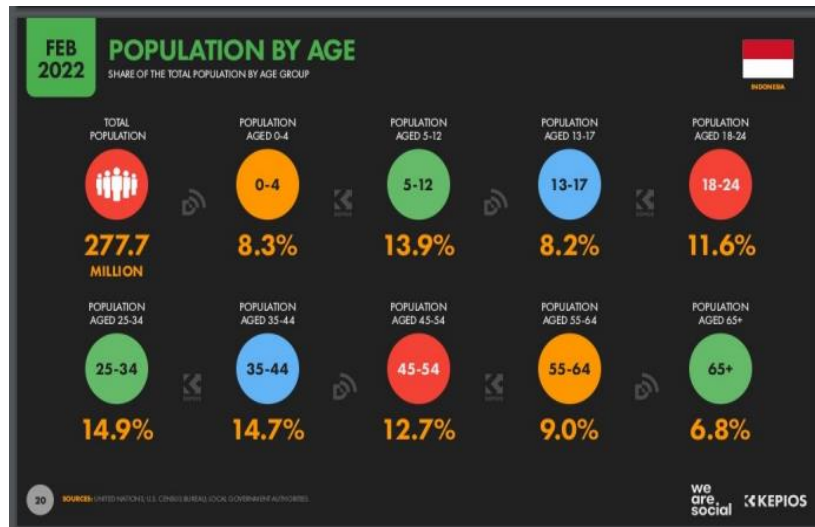 FEB
2022
POPULATION BY AGE
SHARE OF THE TOTAL POPULATION BY AGE GROUP
INDONESIA
TOTAL
POPULATION
277.7
MILLION
POPULATION
AGED 0-4
0-4
8.3%
POPULATION
AGED 5-12
5-12
13.9%
POPULATION
AGED 13-17
13-17
8.2%
POPULATION
AGED 18-24
18-24
11.6%
POPULATION
AGED 25-34
25-34
14.9%
POPULATION
AGED 35-44
35-44
14.7%
POPULATION
AGED 45-54
45-54
12.7%
POPULATION
AGED 55-64
55-64
9.0%
POPULATION
AGED 65+
65+
6.8%
20
SOURCES: UNITED NATIONS; U.S. CENSUS BUREAU; LOCAL GOVERNMENT AUTHORITIES.
we
are.
social
KEPIOS